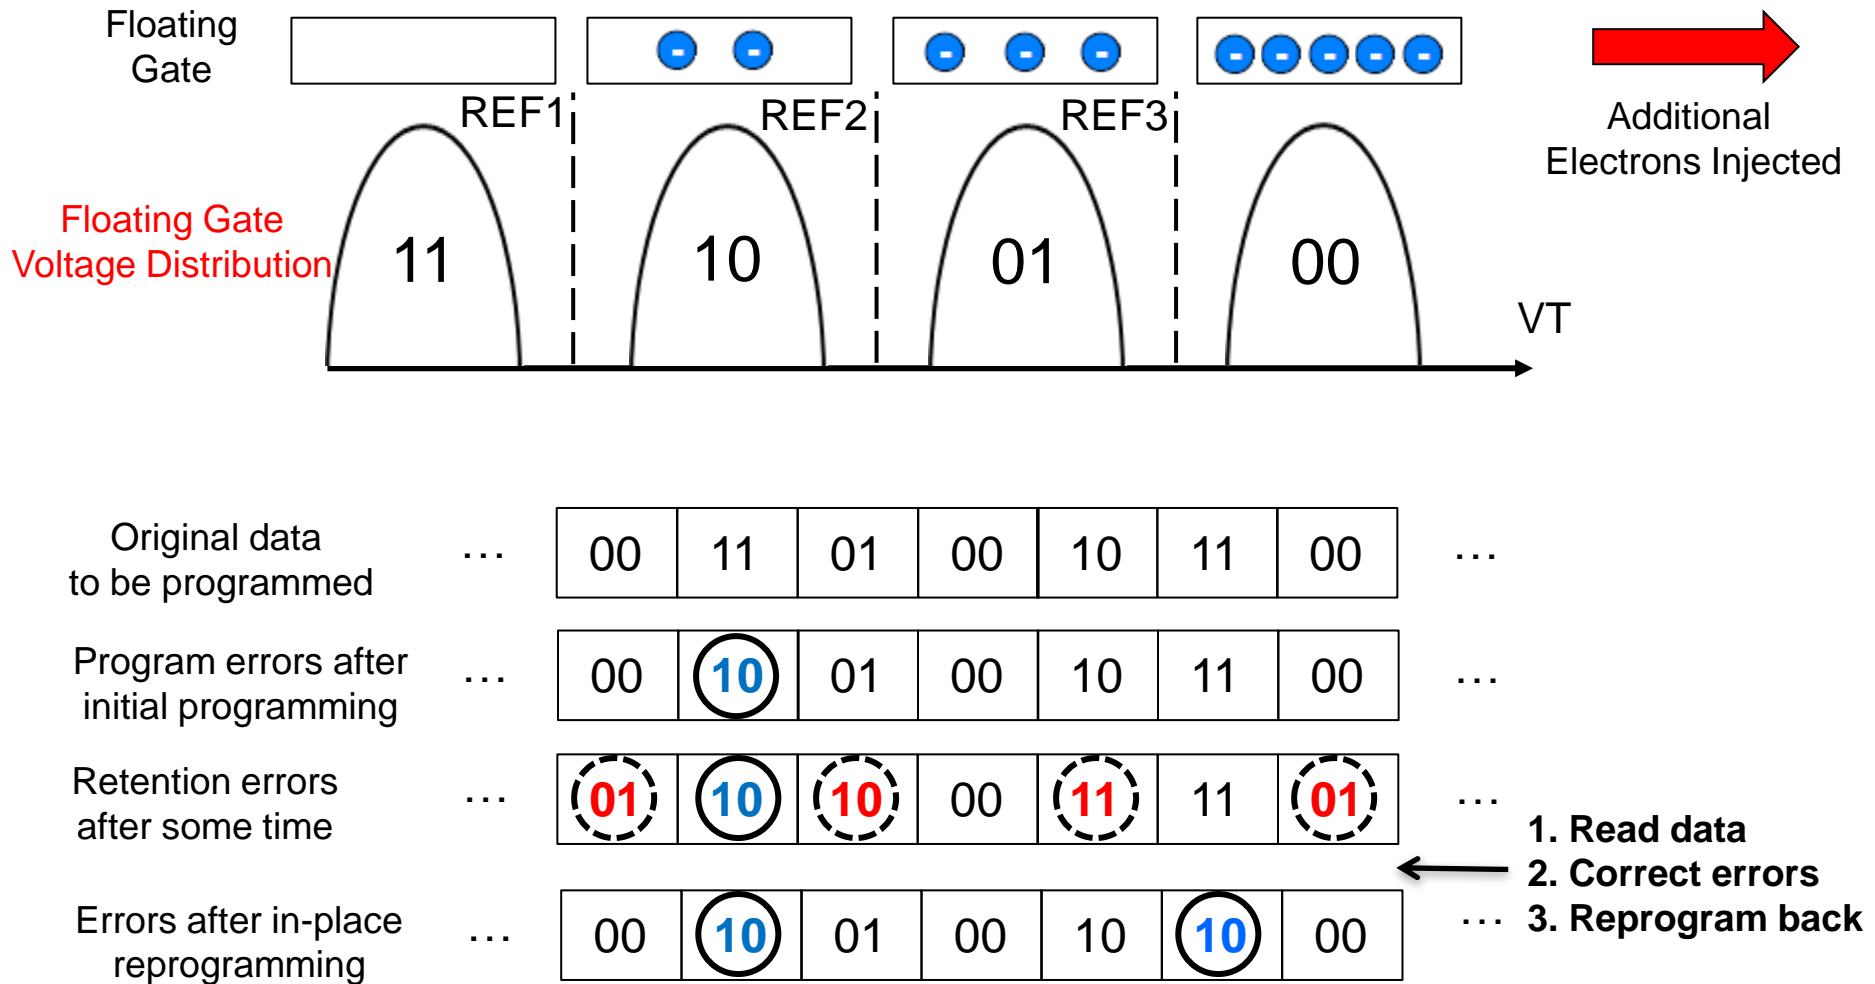 Floating
Gate
- - - - - - - - - -
REF1 REF2 REF3
Additional
Electrons Injected
Floating Gate
Voltage Distribution
11 10 01 00
VT
Original data
to be programmed
... 00 11 01 00 10 11 00 ...
Program errors after
initial programming
... 00 10 01 00 10 11 00 ...
Retention errors
after some time
... 01 10 10 00 11 11 01 ...
1. Read data
2. Correct errors
3. Reprogram back
Errors after in-place
reprogramming
... 00 10 01 00 10 10 00 ...